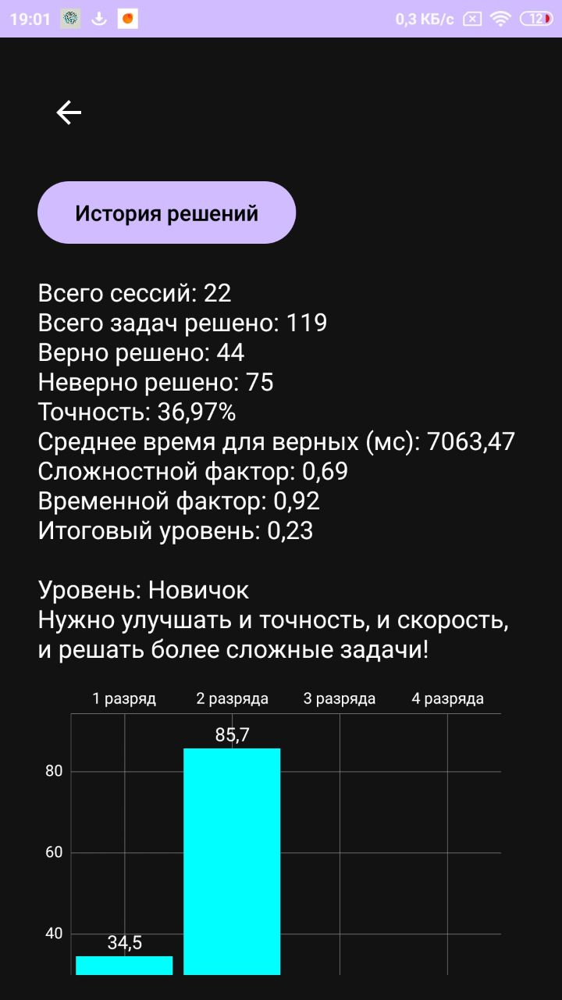 19:01 0,3 КБ/с 12
История решений
Всего сессий: 22
Всего задач решено: 119
Верно решено: 44
Неверно решено: 75
Точность: 36,97%
Среднее время для верных (мс): 7063,47
Сложностной фактор: 0,69
Временной фактор: 0,92
Итоговый уровень: 0,23
Уровень: Новичок
Нужно улучшать и точность, и скорость,
и решать более сложные задачи!
1 разряд 2 разряда 3 разряда 4 разряда
85,7
80
60
40
34,5